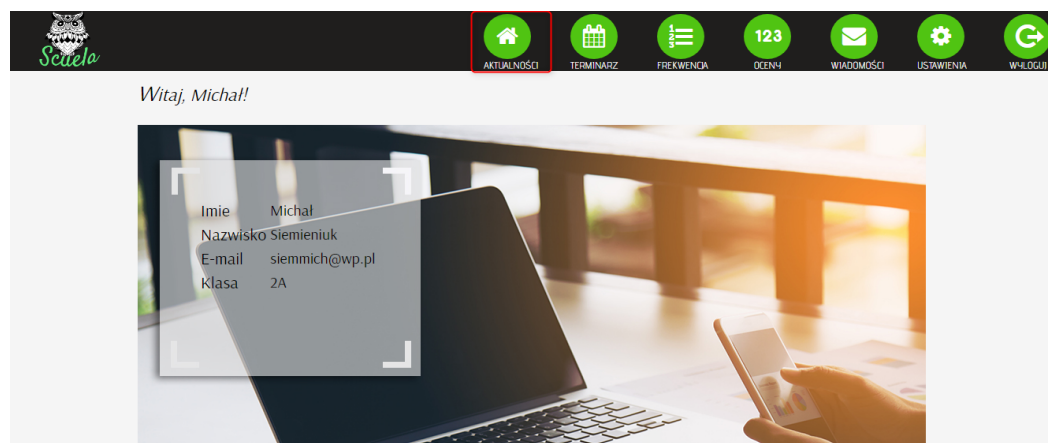 Scuela
AKTUALNOŚCI TERMINARZ FREKWENCJA 123 OCENY WIADOMOŚCI USTAWIENIA WYLOGUJ
Witaj, Michał!
Imie Michał
Nazwisko Siemieniuk
E-mail siemmich@wp.pl
Klasa 2A